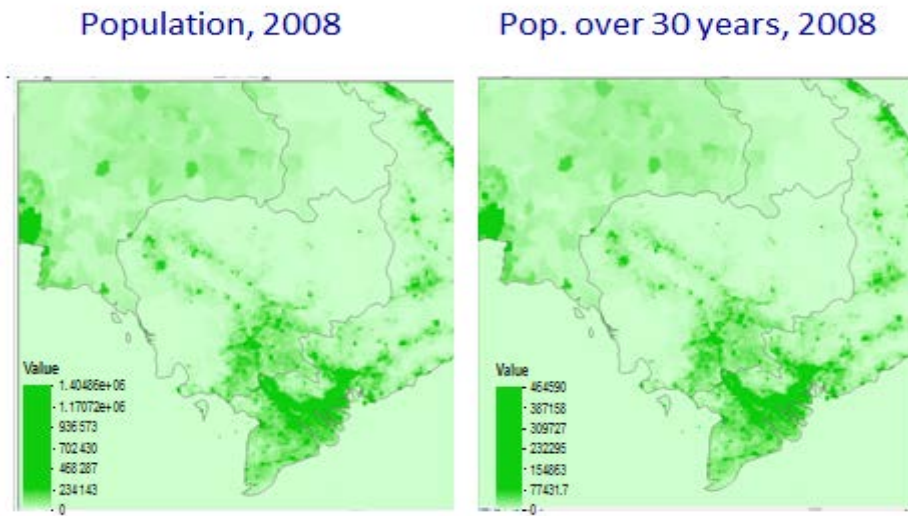 Population, 2008
Pop. over 30 years, 2008
Value
1.40486e+06
1.17072e+06
936 573
702 430
468 287
234 143
0
Value
464590
387158
309727
232295
154863
77431.7
0